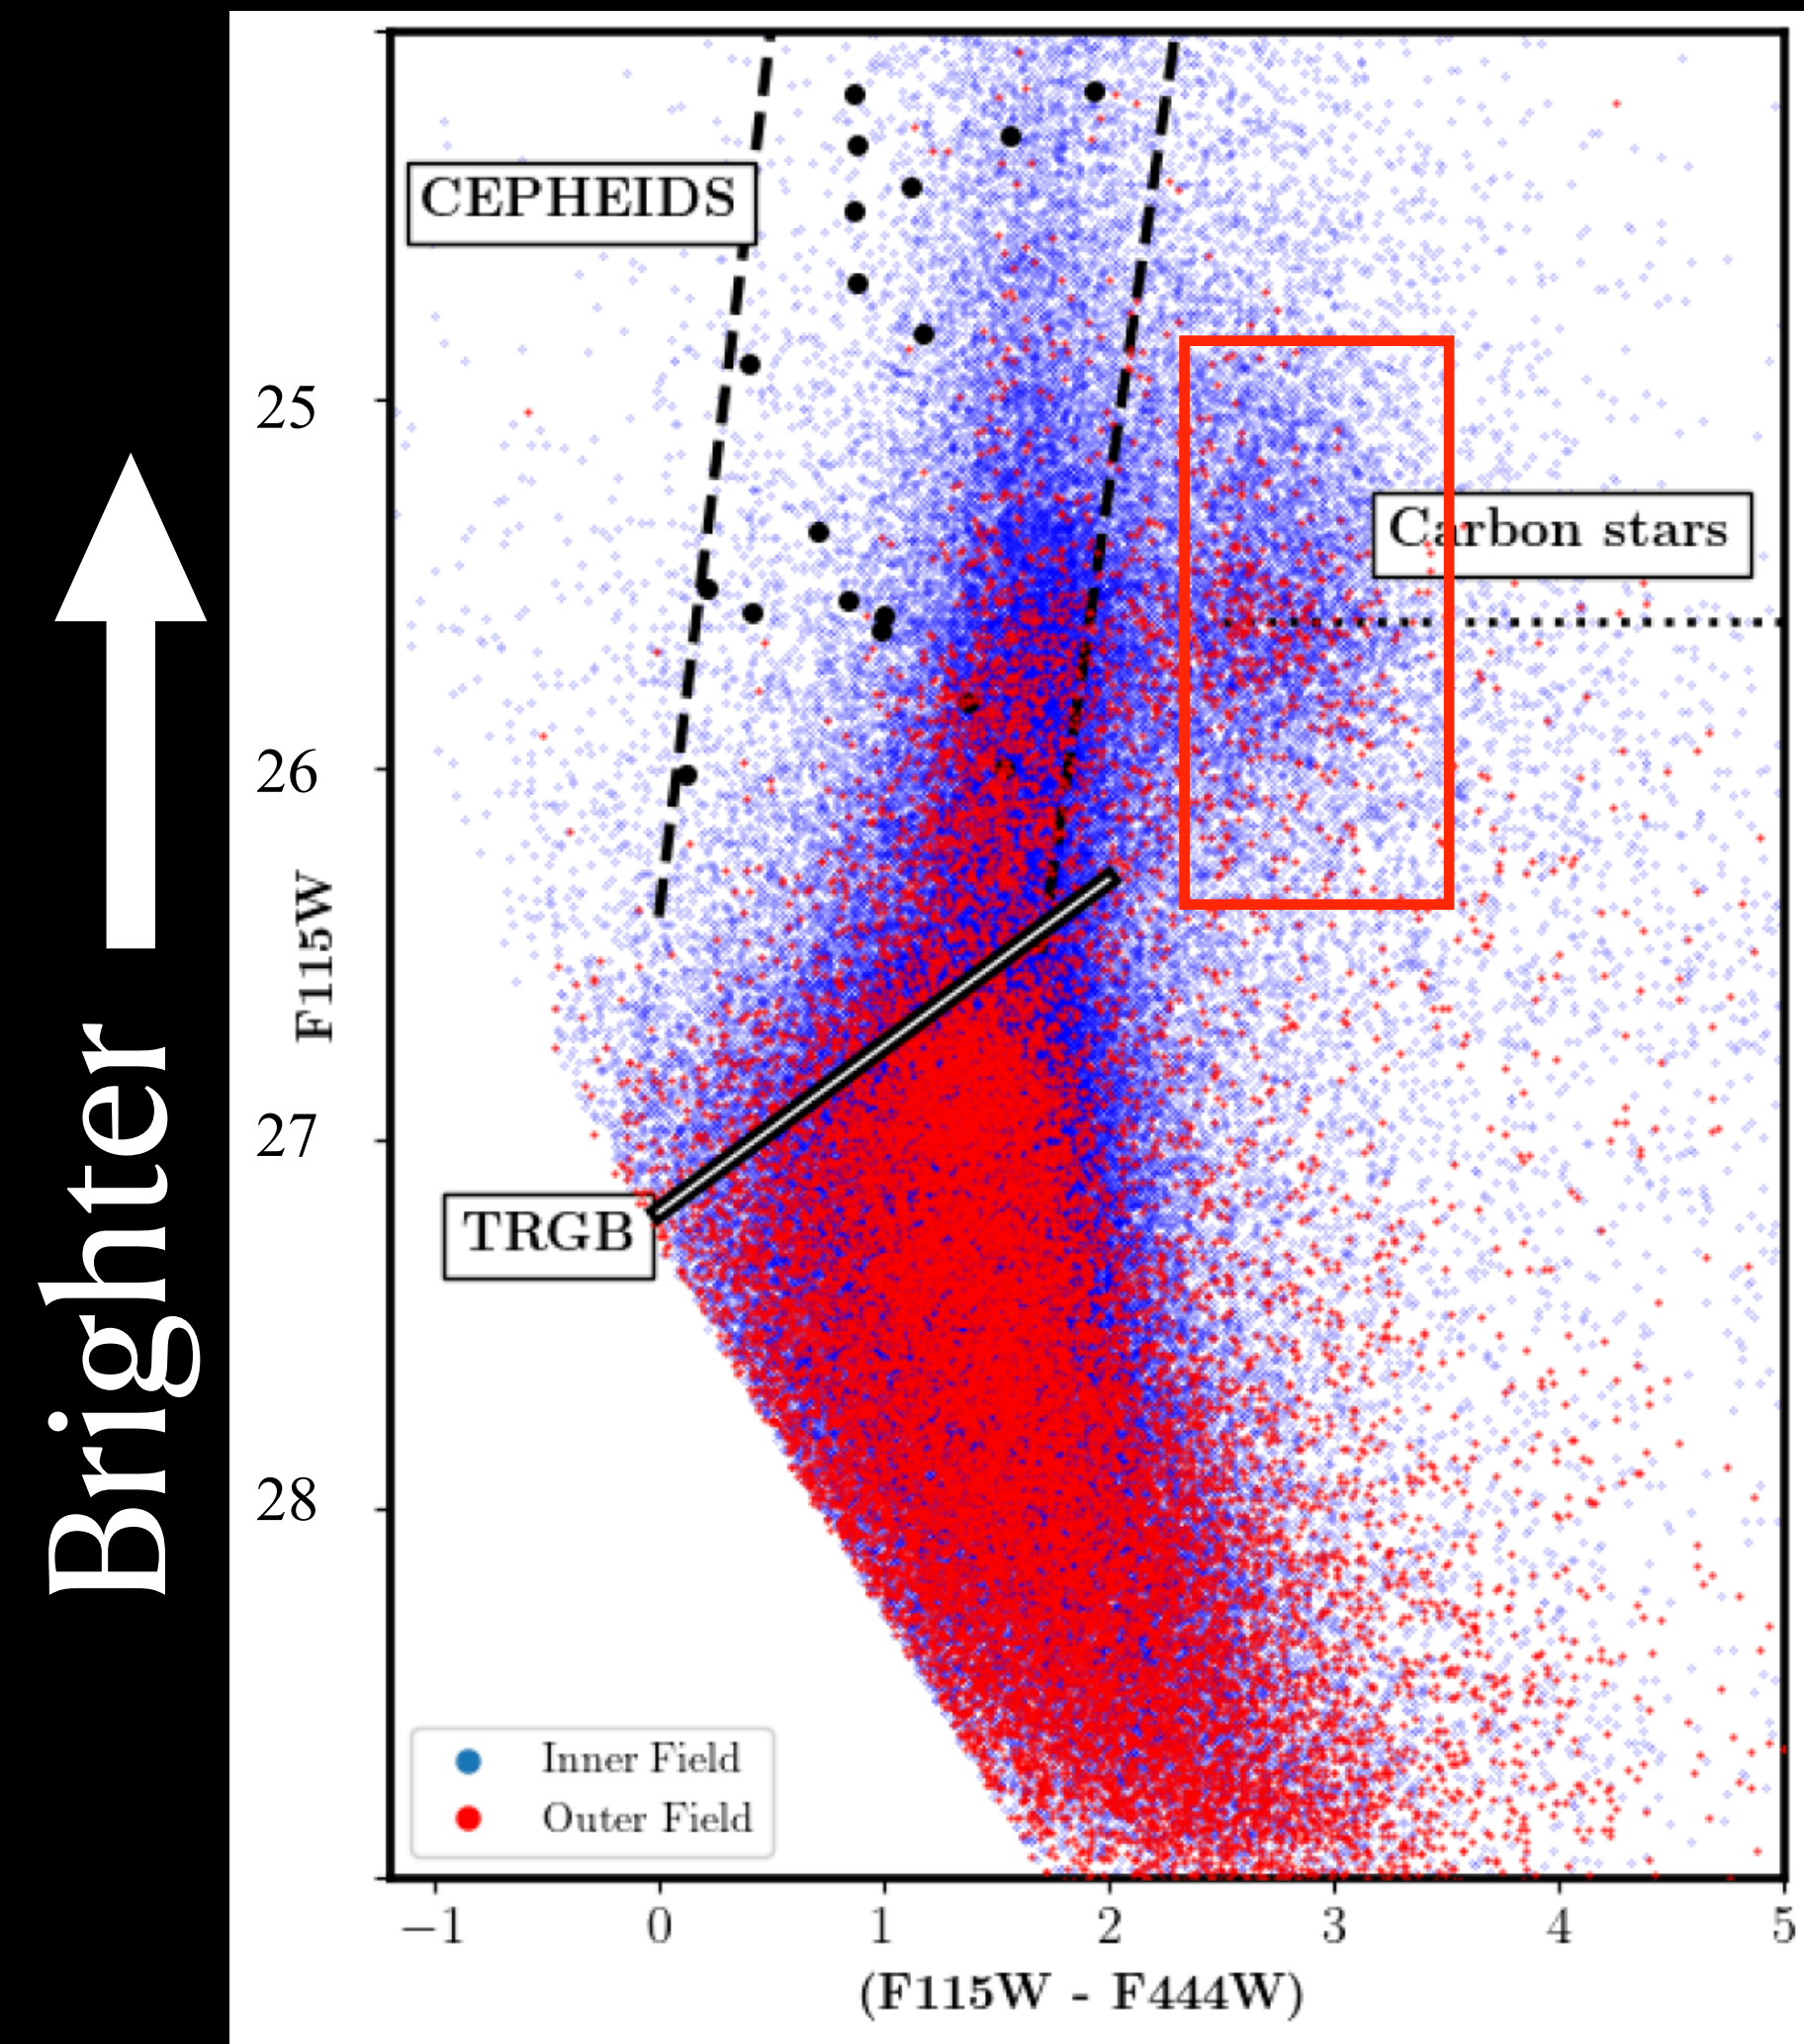 Brighter
F115W
25
26
27
28
CEPHEIDS
Carbon stars
TRGB
Inner Field
Outer Field
−1 0 1 2 3 4 5
(F115W - F444W)